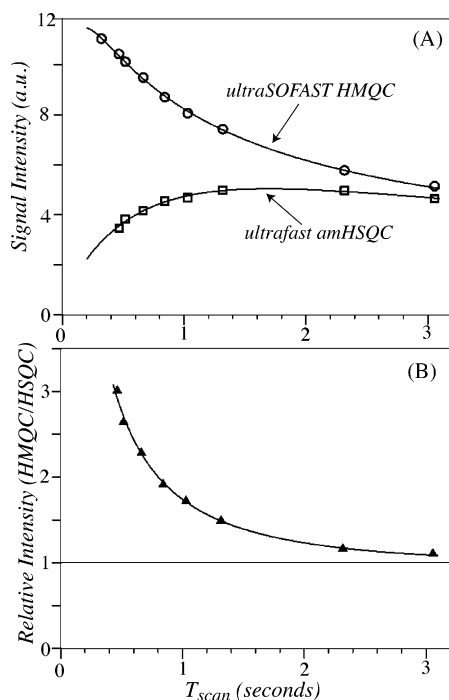 12
(A)
ultraSOFAST HMQC
8
Signal Intensity (a.u.)
4
ultrafast amHSQC
0
0 1 2 3
(B)
3
Relative Intensity (HMQC/HSQC)
2
1
0
0 1 2 3
Tscan (seconds)